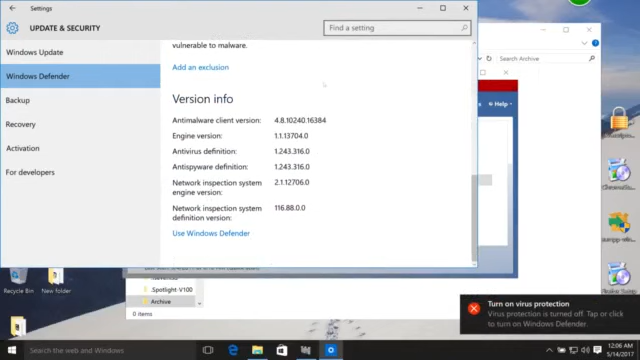 Settings
UPDATE & SECURITY
Find a setting
Windows Update
Windows Defender
Backup
Recovery
Activation
For developers
vulnerable to malware.
Add an exclusion
Version info
Antimalware client version: 4.8.10240.16384
Engine version: 1.1.13704.0
Antivirus definition: 1.243.316.0
Antispyware definition: 1.243.316.0
Network inspection system
engine version: 2.1.12706.0
Network inspection system
definition version: 116.88.0.0
Use Windows Defender
Search Archive
Help
Recycle Bin
New folder
.Spotlight-V100
Archive
0 items
Turn on virus protection
Virus protection is turned off. Tap or click
to turn on Windows Defender.
Search the web and Windows
12:06 AM
5/14/2017